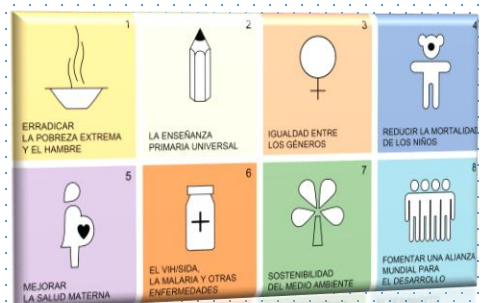 1
ERRADICAR
LA POBREZA EXTREMA
Y EL HAMBRE
2
LA ENSEÑANZA
PRIMARIA UNIVERSAL
3
IGUALDAD ENTRE
LOS GÉNEROS
4
REDUCIR LA MORTALIDAD
DE LOS NIÑOS
5
MEJORAR
LA SALUD MATERNA
6
EL VIH/SIDA,
LA MALARIA Y OTRAS
ENFERMEDADES
7
SOSTENIBILIDAD
DEL MEDIO AMBIENTE
8
FOMENTAR UNA ALIANZA
MUNDIAL PARA
EL DESARROLLO